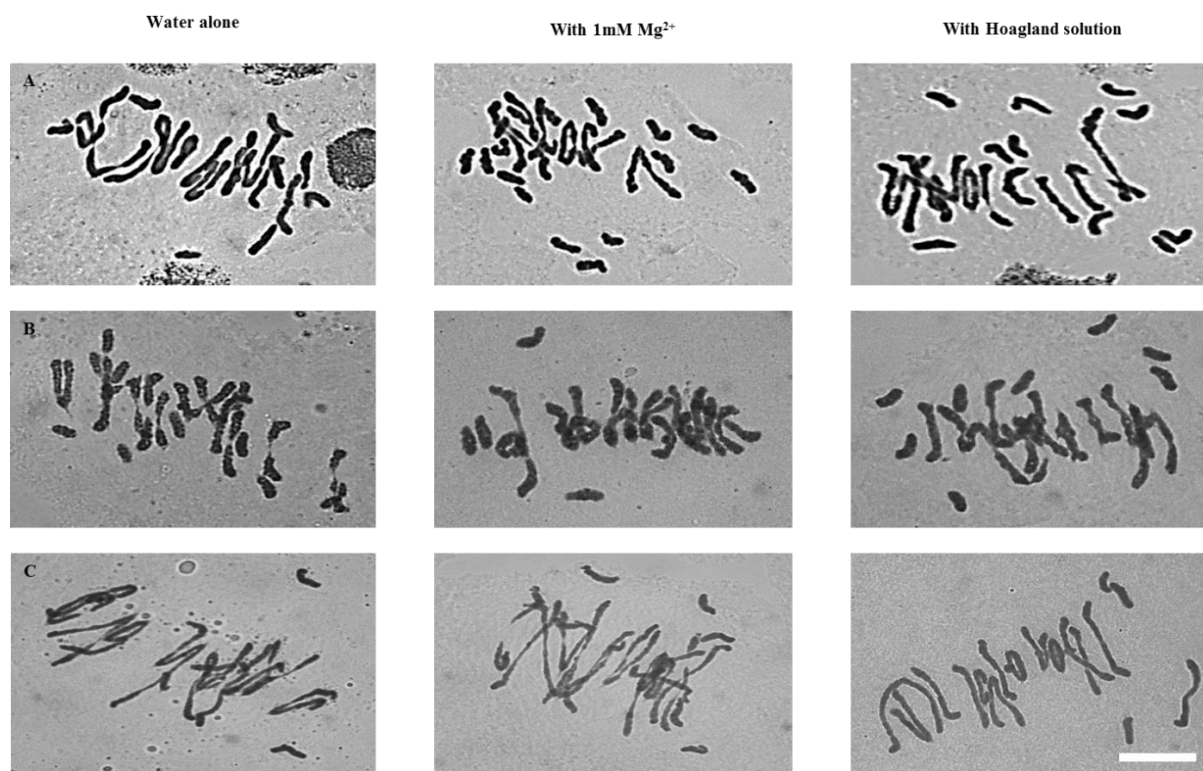 Water alone
With 1mM Mg²⁺
With Hoagland solution
A
B
C